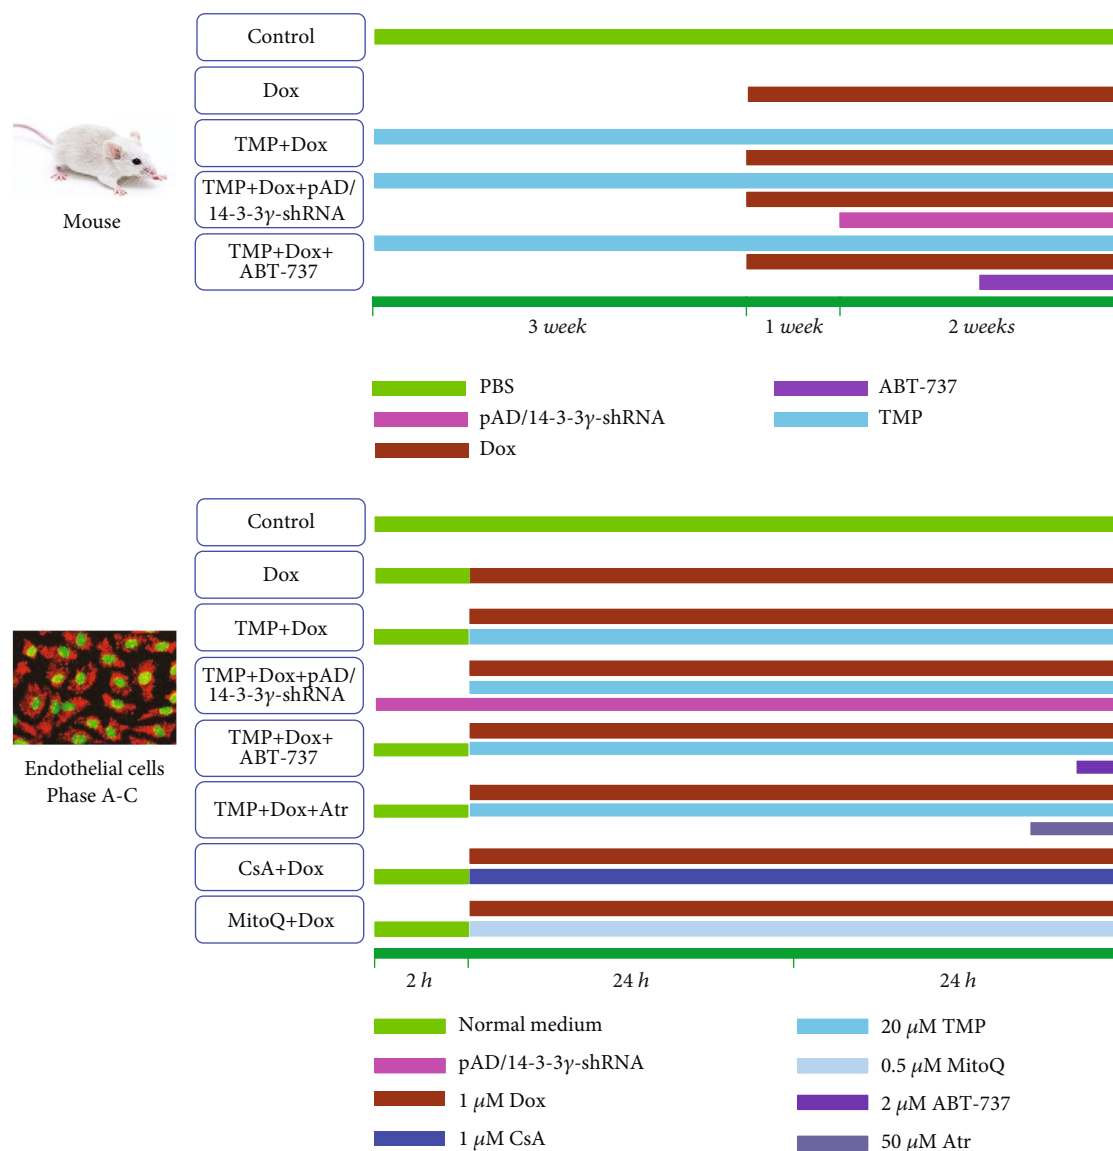 Control
Dox
TMP+Dox
TMP+Dox+pAD/
14-3-3γ-shRNA
TMP+Dox+
ABT-737
Mouse
3 week
1 week
2 weeks
PBS
pAD/14-3-3γ-shRNA
Dox
ABT-737
TMP
Control
Dox
TMP+Dox
TMP+Dox+pAD/
14-3-3γ-shRNA
TMP+Dox+
ABT-737
TMP+Dox+Atr
CsA+Dox
MitoQ+Dox
Endothelial cells
Phase A-C
2 h
24 h
24 h
Normal medium
pAD/14-3-3γ-shRNA
1 μM Dox
1 μM CsA
20 μM TMP
0.5 μM MitoQ
2 μM ABT-737
50 μM Atr